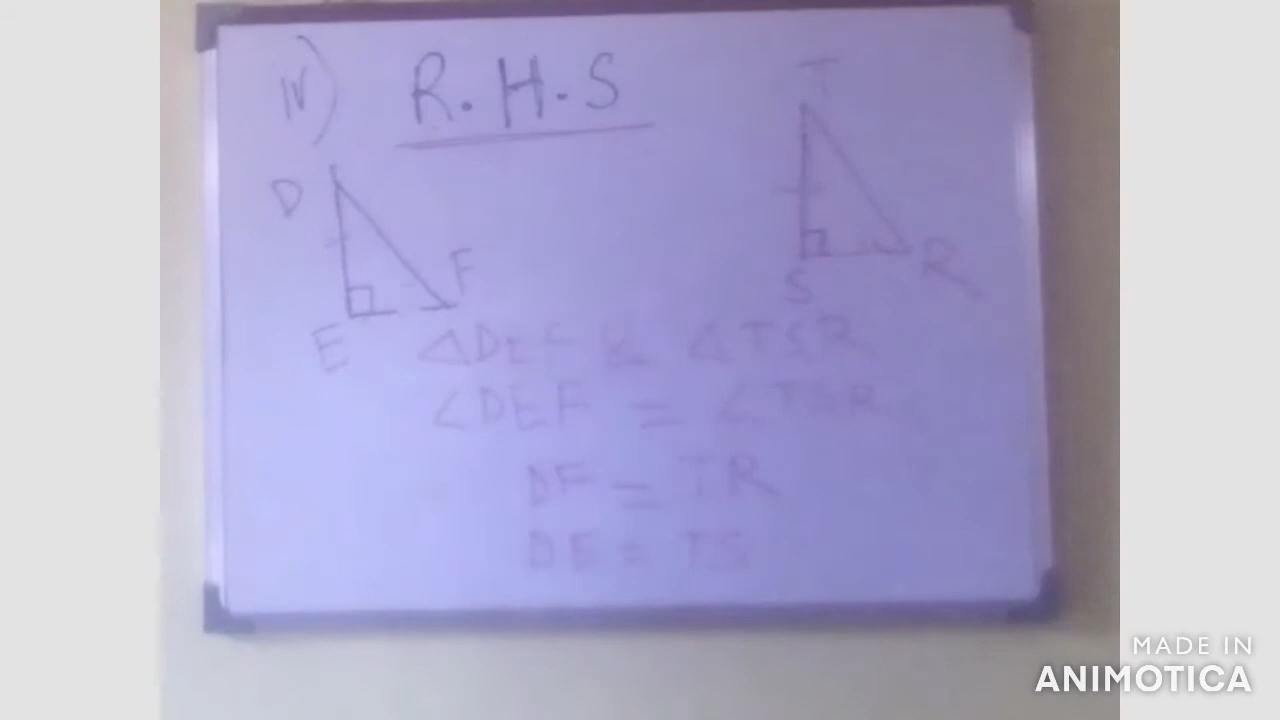 IV) R.H.S
T
D
F
R
S
E
△DEF & △TSR
∠DEF = ∠TSR
DF = TR
DE = TS
MADE IN
ANIMOTICA